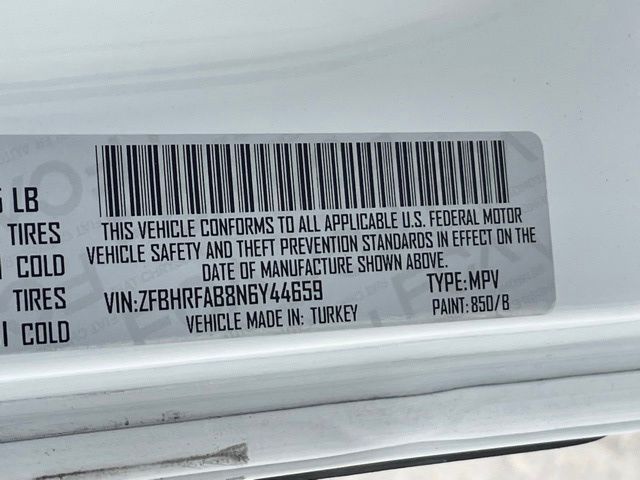 5 LB
TIRES
COLD
TIRES
COLD
THIS VEHICLE CONFORMS TO ALL APPLICABLE U.S. FEDERAL MOTOR
VEHICLE SAFETY AND THEFT PREVENTION STANDARDS IN EFFECT ON THE
DATE OF MANUFACTURE SHOWN ABOVE.
VIN:ZFBHRFAB8N6Y44659 TYPE:MPV
VEHICLE MADE IN: TURKEY PAINT: 850/B